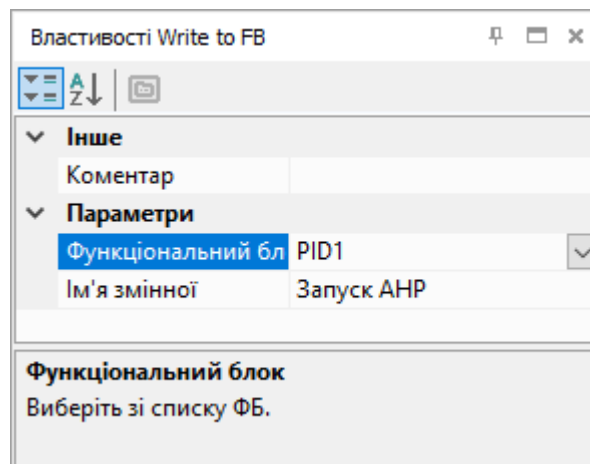 Властивості Write to FB
Інше
Коментар
Параметри
Функціональний бл PID1
Ім'я змінної Запуск АНР
Функціональний блок
Виберіть зі списку ФБ.